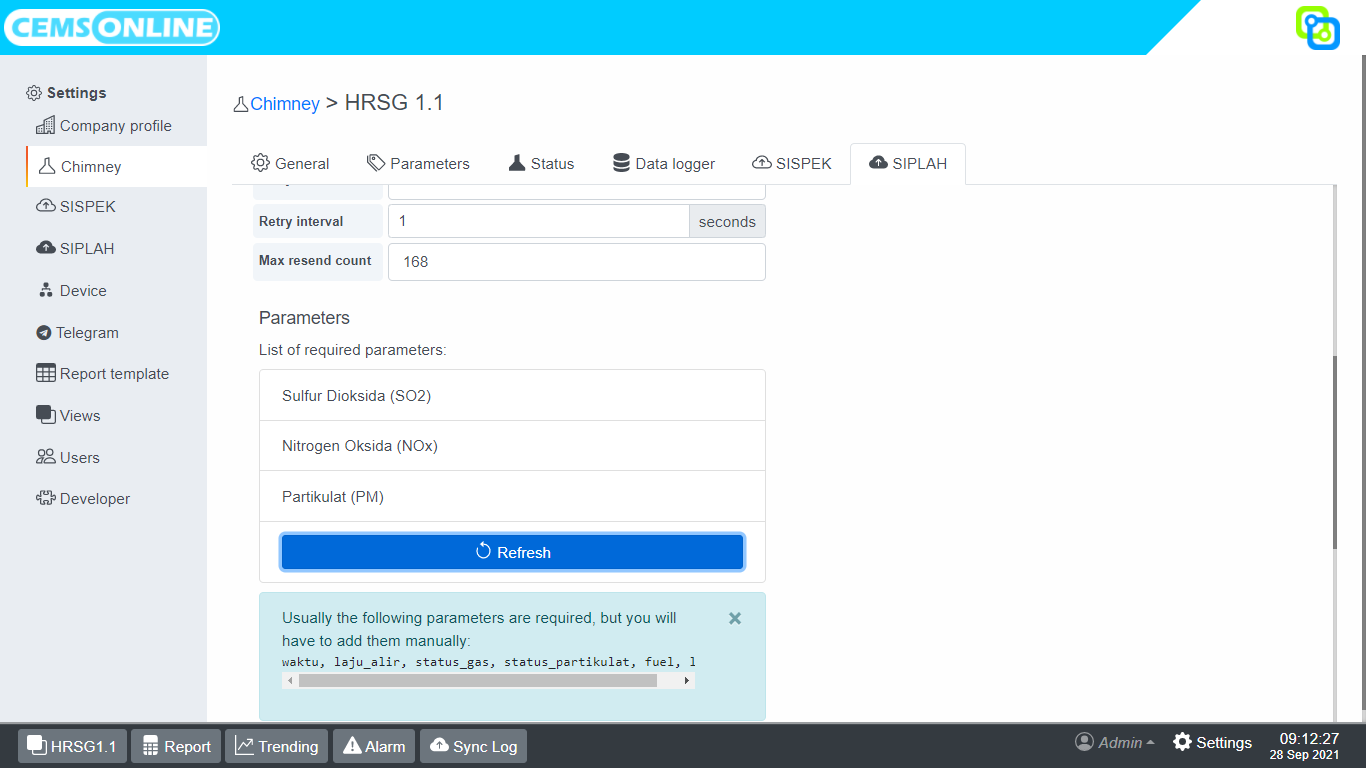 CEMSONLINE
Settings
Company profile
Chimney
SISPEK
SIPLAH
Device
Telegram
Report template
Views
Users
Developer
Chimney > HRSG 1.1
General Parameters Status Data logger SISPEK SIPLAH
Retry interval 1 seconds
Max resend count 168
Parameters
List of required parameters:
Sulfur Dioksida (SO2)
Nitrogen Oksida (NOx)
Partikulat (PM)
Refresh
Usually the following parameters are required, but you will
have to add them manually:
waktu, laju_alir, status_gas, status_partikulat, fuel, l
HRSG1.1 Report Trending Alarm Sync Log Admin Settings 09:12:27
28 Sep 2021